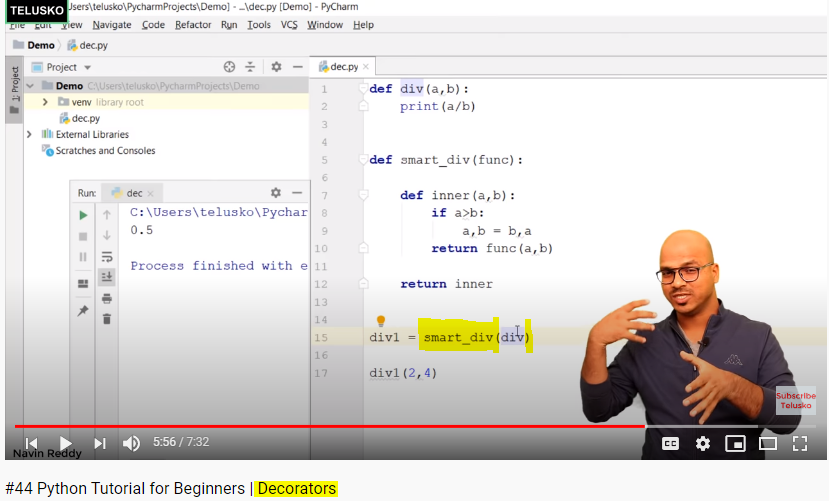 TELUSKO
\Users\telusko\PycharmProjects\Demo] - ...\dec.py [Demo] - PyCharm
File Edit View Navigate Code Refactor Run Tools VCS Window Help
Demo dec.py
1: Project
Project
dec.py
Demo C:\Users\telusko\PycharmProjects\Demo
venv library root
dec.py
External Libraries
Scratches and Consoles
1 def div(a,b):
2 print(a/b)
3
4
5 def smart_div(func):
6
7 def inner(a,b):
8 if a>b:
9 a,b = b,a
10 return func(a,b)
11
12 return inner
13
14
15 div1 = smart_div(div)
16
17 div1(2,4)
Run: dec
C:\Users\telusko\Pychar
0.5
Process finished with e
Subscribe
Telusko
5:56 / 7:32
CC
Navin Reddy
#44 Python Tutorial for Beginners | Decorators